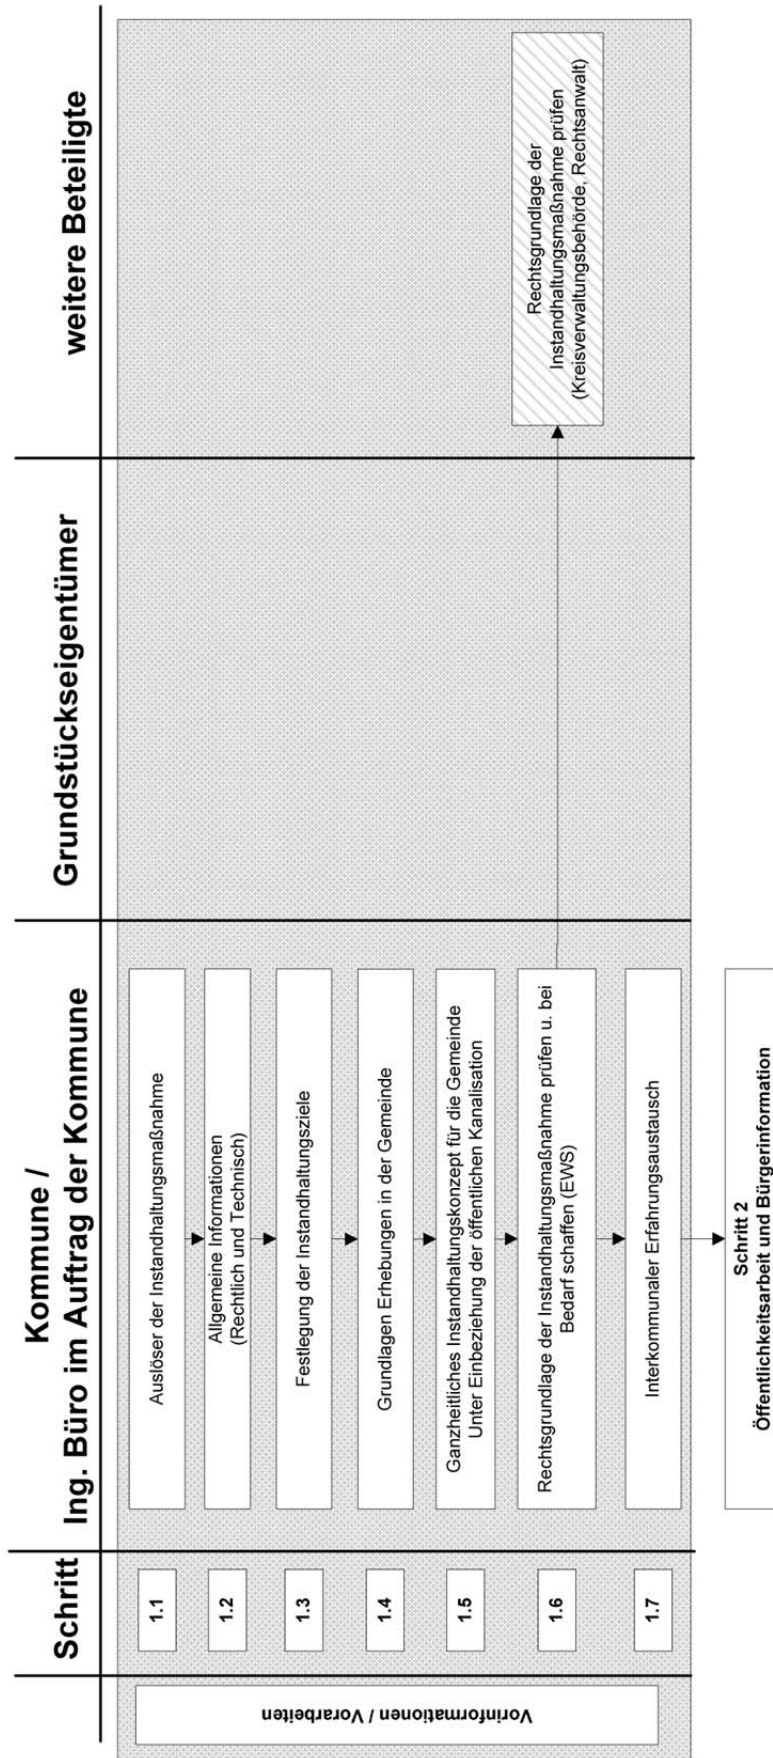 Schritt
Kommune /
Ing. Büro im Auftrag der Kommune
Grundstückseigentümer
weitere Beteiligte
Vorinformationen / Vorarbeiten
1.1
Auslöser der Instandhaltungsmaßnahme
1.2
Allgemeine Informationen
(Rechtlich und Technisch)
1.3
Festlegung der Instandhaltungsziele
1.4
Grundlagen Erhebungen in der Gemeinde
1.5
Ganzheitliches Instandhaltungskonzept für die Gemeinde
Unter Einbeziehung der öffentlichen Kanalisation
1.6
Rechtsgrundlage der Instandhaltungsmaßnahme prüfen u. bei
Bedarf schaffen (EWS)
Rechtsgrundlage der
Instandhaltungsmaßnahme prüfen
(Kreisverwaltungsbehörde, Rechtsanwalt)
1.7
Interkommunaler Erfahrungsaustausch
Schritt 2
Öffentlichkeitsarbeit und Bürgerinformation